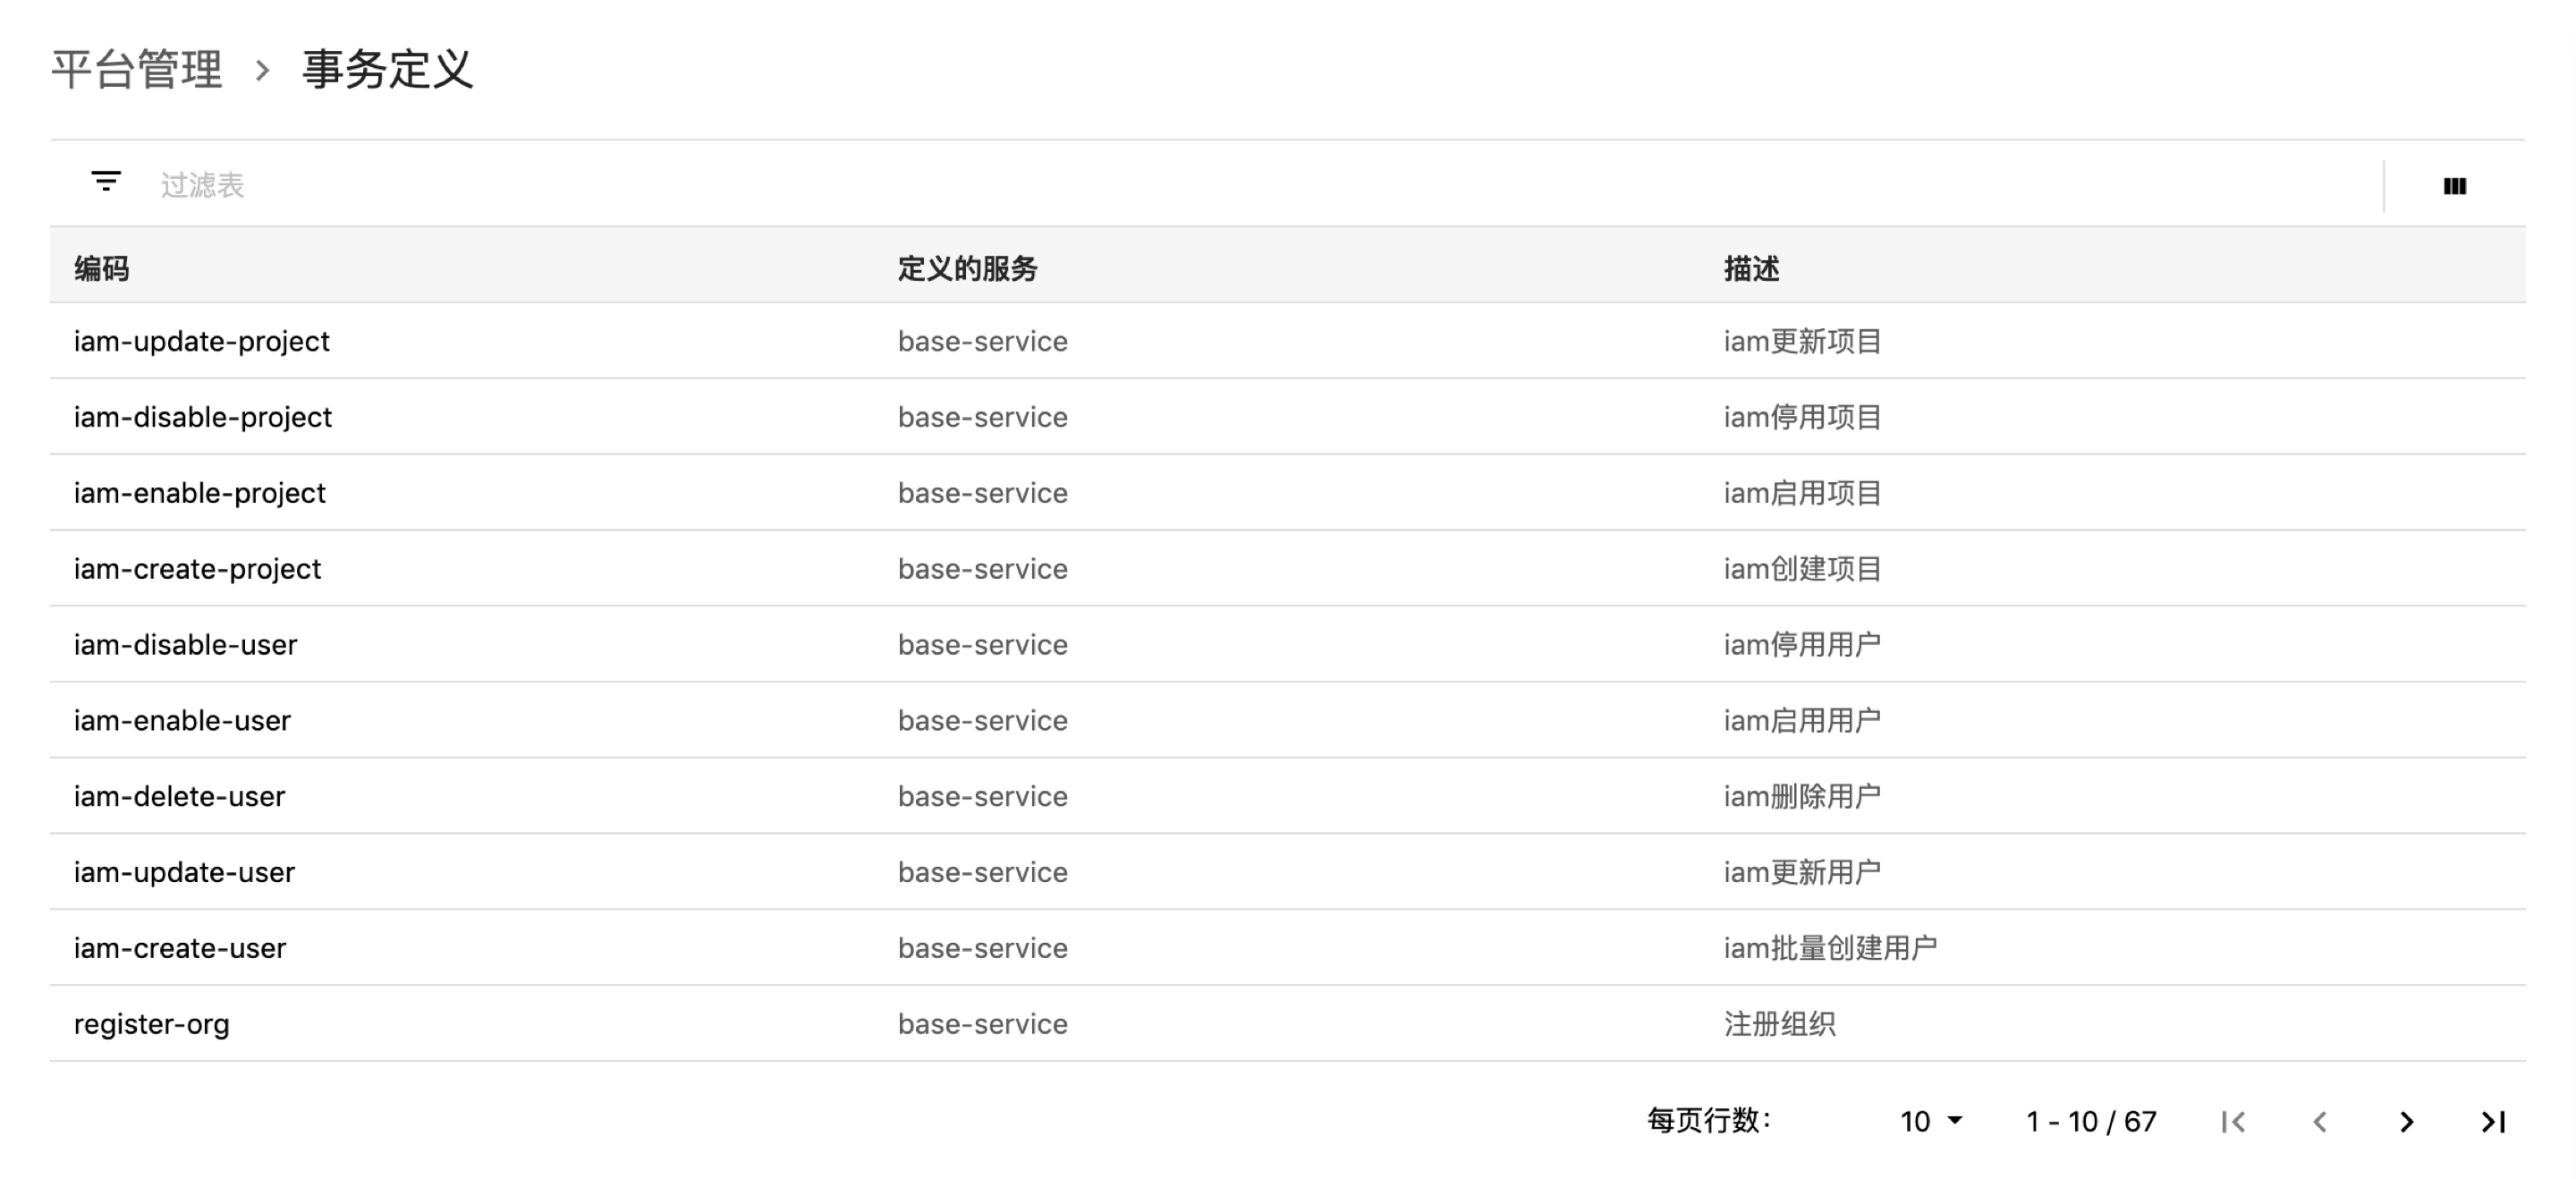 平台管理 > 事务定义
过滤表
编码 定义的服务 描述
iam-update-project base-service iam更新项目
iam-disable-project base-service iam停用项目
iam-enable-project base-service iam启用项目
iam-create-project base-service iam创建项目
iam-disable-user base-service iam停用用户
iam-enable-user base-service iam启用用户
iam-delete-user base-service iam删除用户
iam-update-user base-service iam更新用户
iam-create-user base-service iam批量创建用户
register-org base-service 注册组织
每页行数： 10 1 - 10 / 67